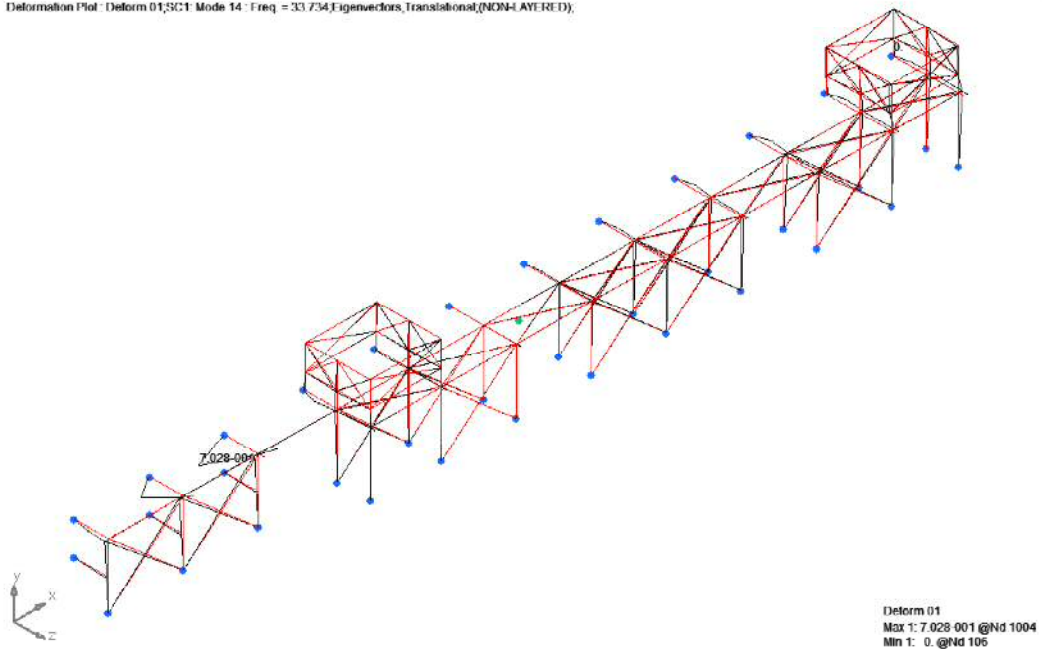 Deformation Plot : Deform 01;SC1: Mode 14 : Freq. = 33.734;Eigenvectors,Translational;(NON-LAYERED);
0.
7.028-001
Y
X
Z
Deform 01
Max 1: 7.028-001 @Nd 1004
Min 1: 0. @Nd 106